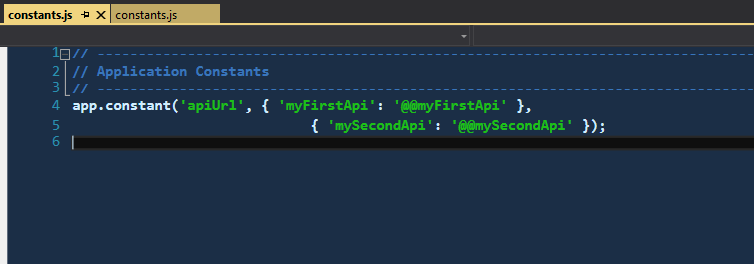 constants.js constants.js
1 // --------------------------------------------------------------------------------
2 // Application Constants
3 // --------------------------------------------------------------------------------
4 app.constant('apiUrl', { 'myFirstApi': '@@myFirstApi' },
5 { 'mySecondApi': '@@mySecondApi' });
6